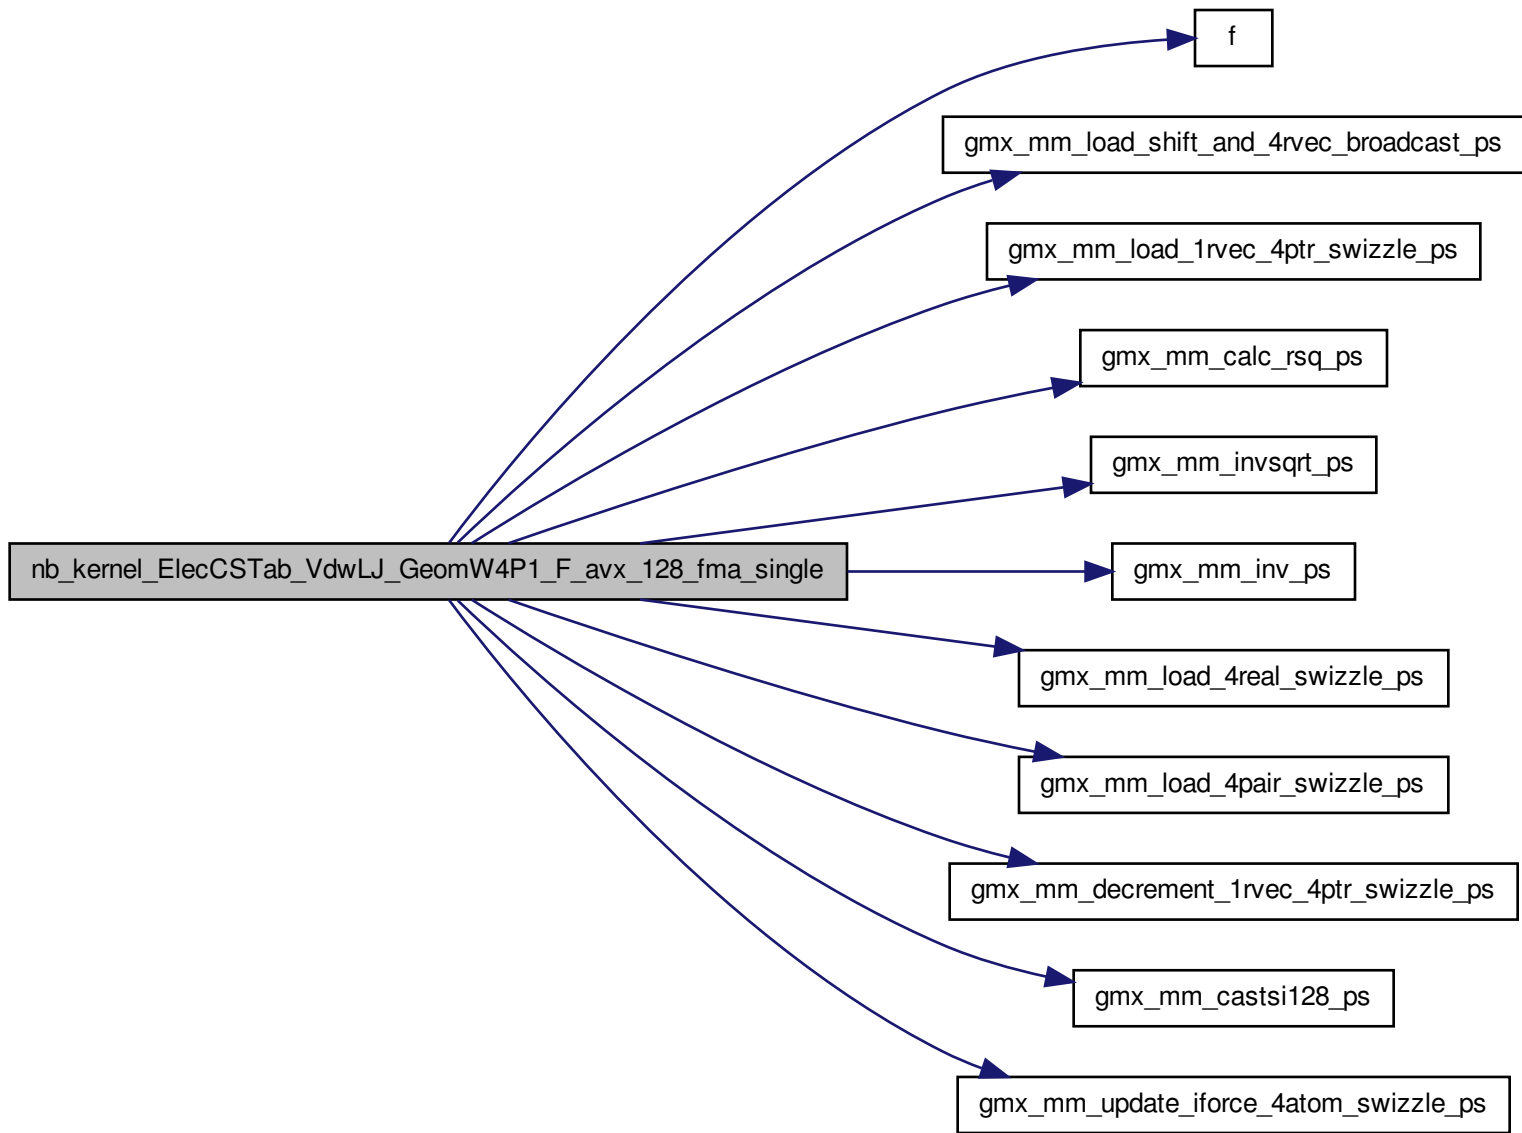 f
gmx_mm_load_shift_and_4rvec_broadcast_ps
gmx_mm_load_1rvec_4ptr_swizzle_ps
gmx_mm_calc_rsq_ps
gmx_mm_invsqrt_ps
nb_kernel_ElecCSTab_VdwLJ_GeomW4P1_F_avx_128_fma_single
gmx_mm_inv_ps
gmx_mm_load_4real_swizzle_ps
gmx_mm_load_4pair_swizzle_ps
gmx_mm_decrement_1rvec_4ptr_swizzle_ps
gmx_mm_castsi128_ps
gmx_mm_update_iforce_4atom_swizzle_ps